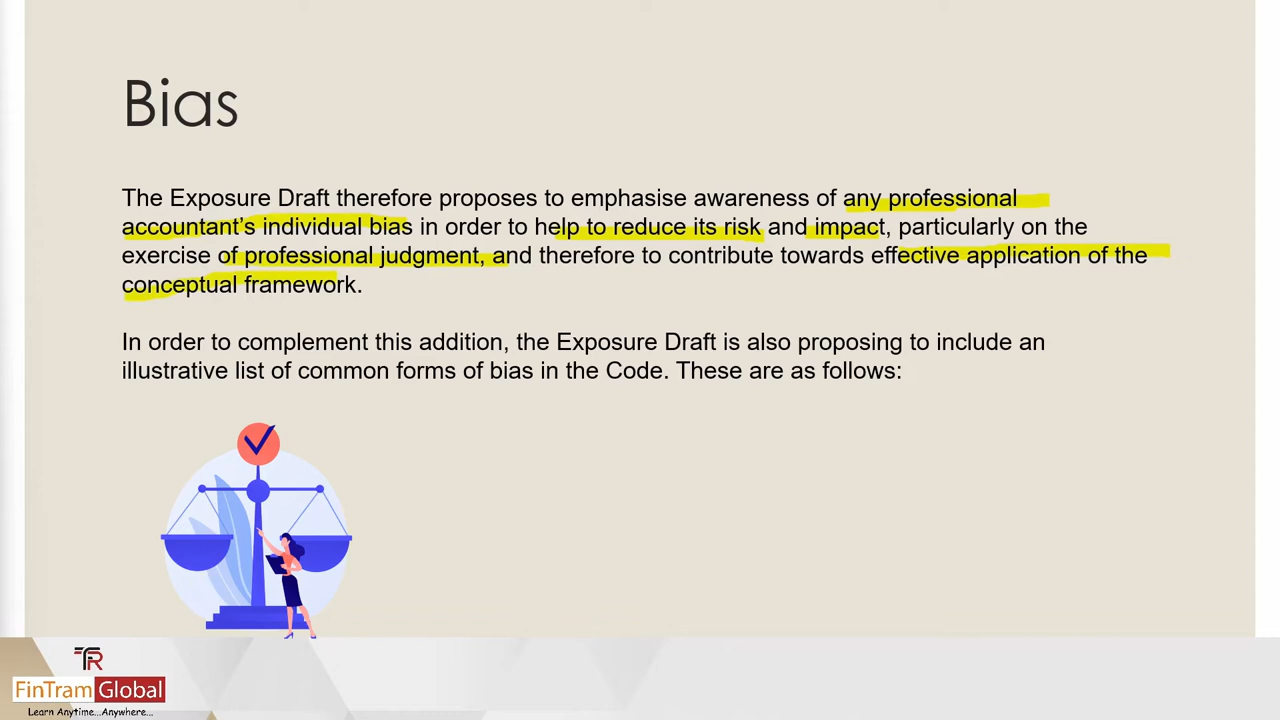 Bias
The Exposure Draft therefore proposes to emphasise awareness of any professional
accountant’s individual bias in order to help to reduce its risk and impact, particularly on the
exercise of professional judgment, and therefore to contribute towards effective application of the
conceptual framework.
In order to complement this addition, the Exposure Draft is also proposing to include an
illustrative list of common forms of bias in the Code. These are as follows:
FinTram Global
Learn Anytime...Anywhere...